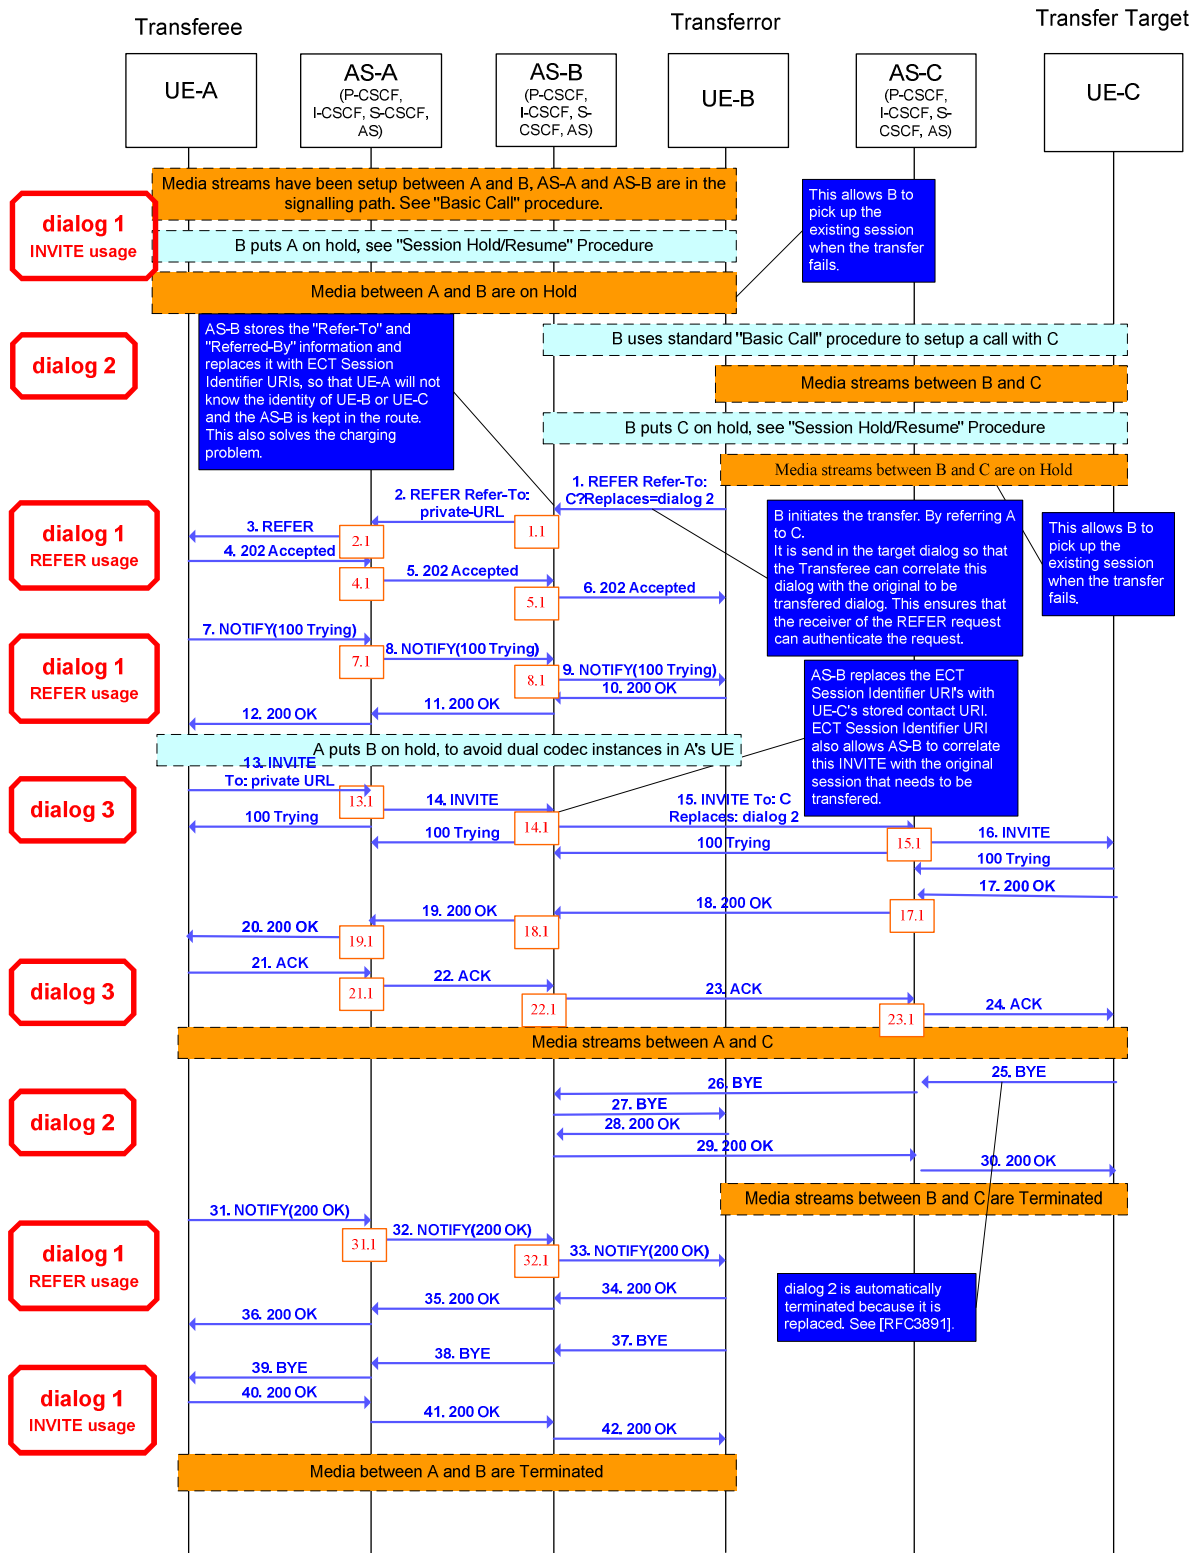 Transferee
Transferror
Transfer Target
UE-A
AS-A
(P-CSCF,
I-CSCF, S-CSCF,
AS)
AS-B
(P-CSCF,
I-CSCF, S-
CSCF, AS)
UE-B
AS-C
(P-CSCF,
I-CSCF, S-
CSCF, AS)
UE-C
Media streams have been setup between A and B, AS-A and AS-B are in the
signalling path. See "Basic Call" procedure.
dialog 1
INVITE usage
This allows B to
pick up the
existing session
when the transfer
fails.
B puts A on hold, see "Session Hold/Resume" Procedure
Media between A and B are on Hold
AS-B stores the "Refer-To" and
"Referred-By" information and
replaces it with ECT Session
Identifier URIs, so that UE-A will not
know the identity of UE-B or UE-C
and the AS-B is kept in the route.
This also solves the charging
problem.
dialog 2
B uses standard "Basic Call" procedure to setup a call with C
Media streams between B and C
B puts C on hold, see "Session Hold/Resume" Procedure
Media streams between B and C are on Hold
1. REFER Refer-To:
C?Replaces=dialog 2
2. REFER Refer-To:
private-URL
1.1
3. REFER
2.1
dialog 1
REFER usage
4. 202 Accepted
4.1
5. 202 Accepted
5.1
6. 202 Accepted
B initiates the transfer. By referring A
to C.
It is send in the target dialog so that
the Transferee can correlate this
dialog with the original to be
transfered dialog. This ensures that
the receiver of the REFER request
can authenticate the request.
This allows B to
pick up the
existing session
when the transfer
fails.
7. NOTIFY(100 Trying)
7.1
8. NOTIFY(100 Trying)
8.1
9. NOTIFY(100 Trying)
dialog 1
REFER usage
10. 200 OK
11. 200 OK
12. 200 OK
AS-B replaces the ECT
Session Identifier URI's with
UE-C's stored contact URI.
ECT Session Identifier URI
also allows AS-B to correlate
this INVITE with the original
session that needs to be
transfered.
A puts B on hold, to avoid dual codec instances in A's UE
13. INVITE
To: private URL
13.1
dialog 3
14. INVITE
14.1
15. INVITE To: C
Replaces: dialog 2
100 Trying
100 Trying
100 Trying
15.1
16. INVITE
100 Trying
17. 200 OK
17.1
18. 200 OK
18.1
19. 200 OK
19.1
20. 200 OK
21. ACK
21.1
22. ACK
22.1
23. ACK
23.1
24. ACK
dialog 3
Media streams between A and C
25. BYE
26. BYE
27. BYE
dialog 2
28. 200 OK
29. 200 OK
30. 200 OK
Media streams between B and C are Terminated
31. NOTIFY(200 OK)
31.1
32. NOTIFY(200 OK)
32.1
33. NOTIFY(200 OK)
dialog 1
REFER usage
34. 200 OK
35. 200 OK
36. 200 OK
dialog 2 is automatically
terminated because it is
replaced. See [RFC3891].
37. BYE
38. BYE
39. BYE
40. 200 OK
41. 200 OK
42. 200 OK
dialog 1
INVITE usage
Media between A and B are Terminated